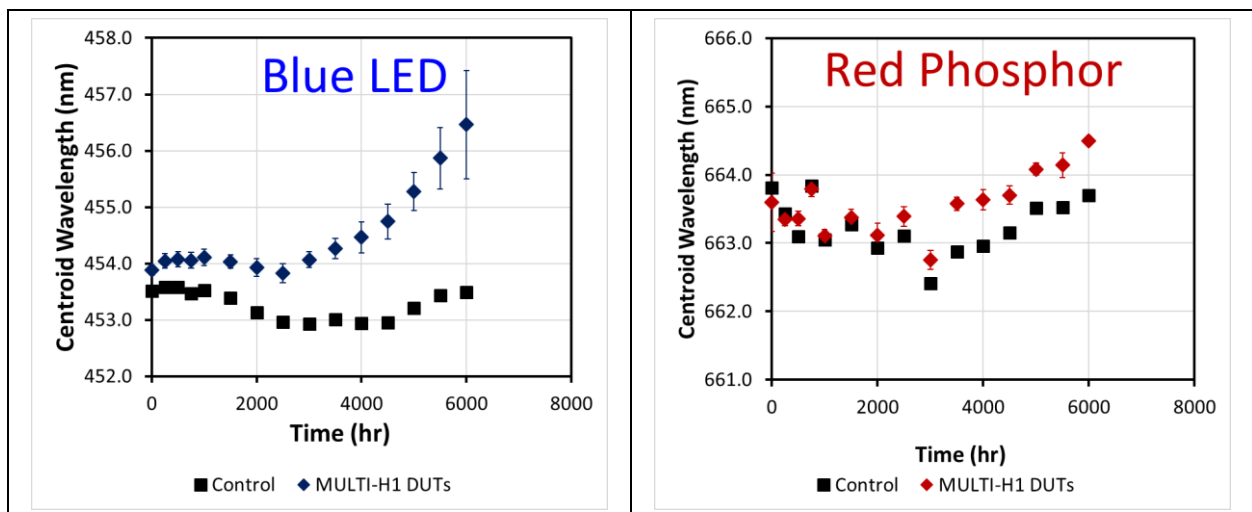 Blue LED
Centroid Wavelength (nm)
458.0
457.0
456.0
455.0
454.0
453.0
452.0
0 2000 4000 6000 8000
Time (hr)
Control MULTI-H1 DUTs
Red Phosphor
Centroid Wavelength (nm)
666.0
665.0
664.0
663.0
662.0
661.0
0 2000 4000 6000 8000
Time (hr)
Control MULTI-H1 DUTs